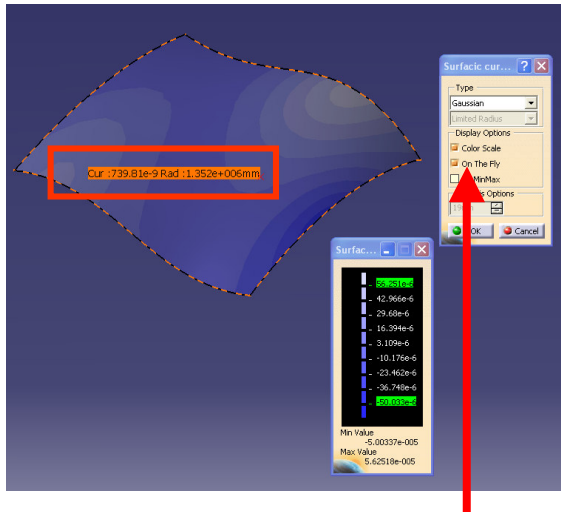 Surfacic cur...
Type
Gaussian
Limited Radius
Display Options
Color Scale
On The Fly
MinMax
s Options
OK
Cancel
Cur :739.81e-9 Rad :1.352e+006mm
Surfac...
56.251e-6
42.966e-6
29.68e-6
16.394e-6
3.109e-6
-10.176e-6
-23.462e-6
-36.748e-6
-50.033e-6
Min Value
-5.00337e-005
Max Value
5.62518e-005